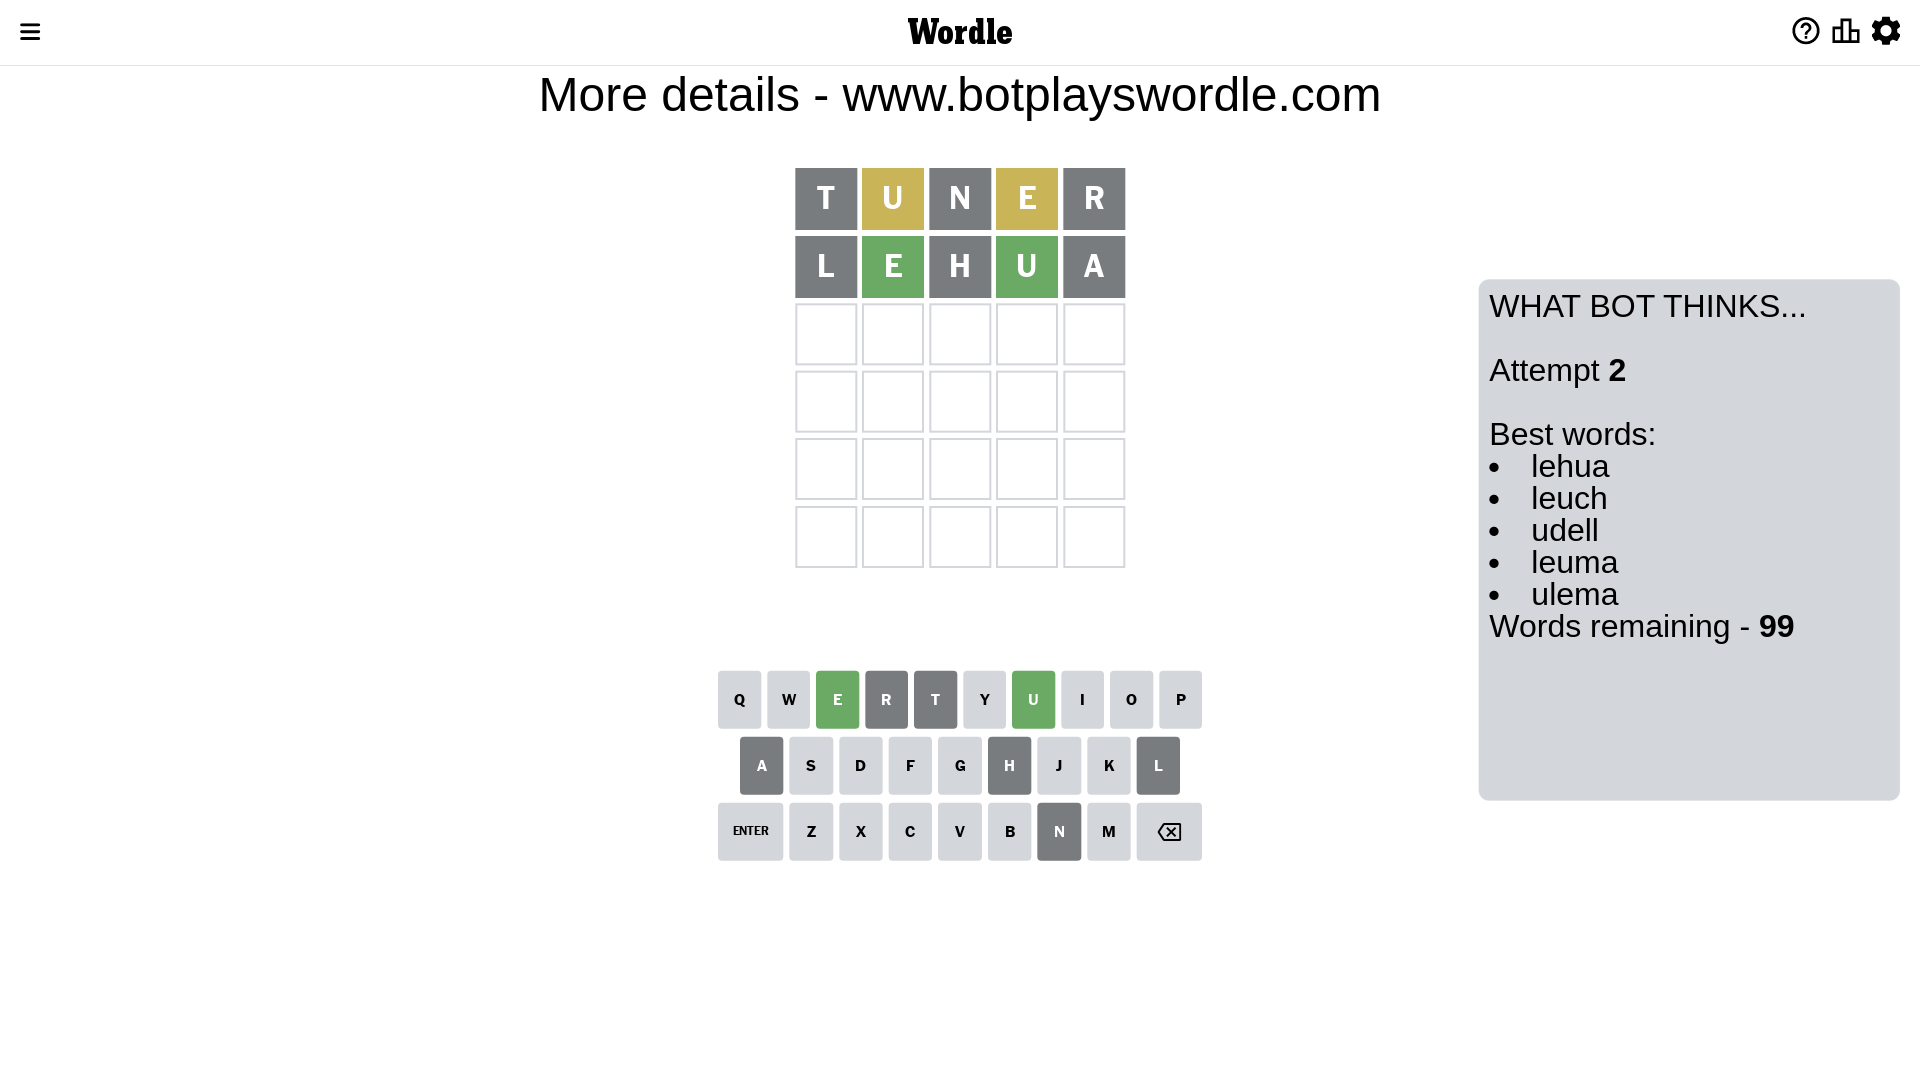 Wordle
More details - www.botplayswordle.com
T U N E R
L E H U A
WHAT BOT THINKS...
Attempt 2
Best words:
• lehua
• leuch
• udell
• leuma
• ulema
Words remaining - 99
Q W E R T Y U I O P
A S D F G H J K L
ENTER Z X C V B N M